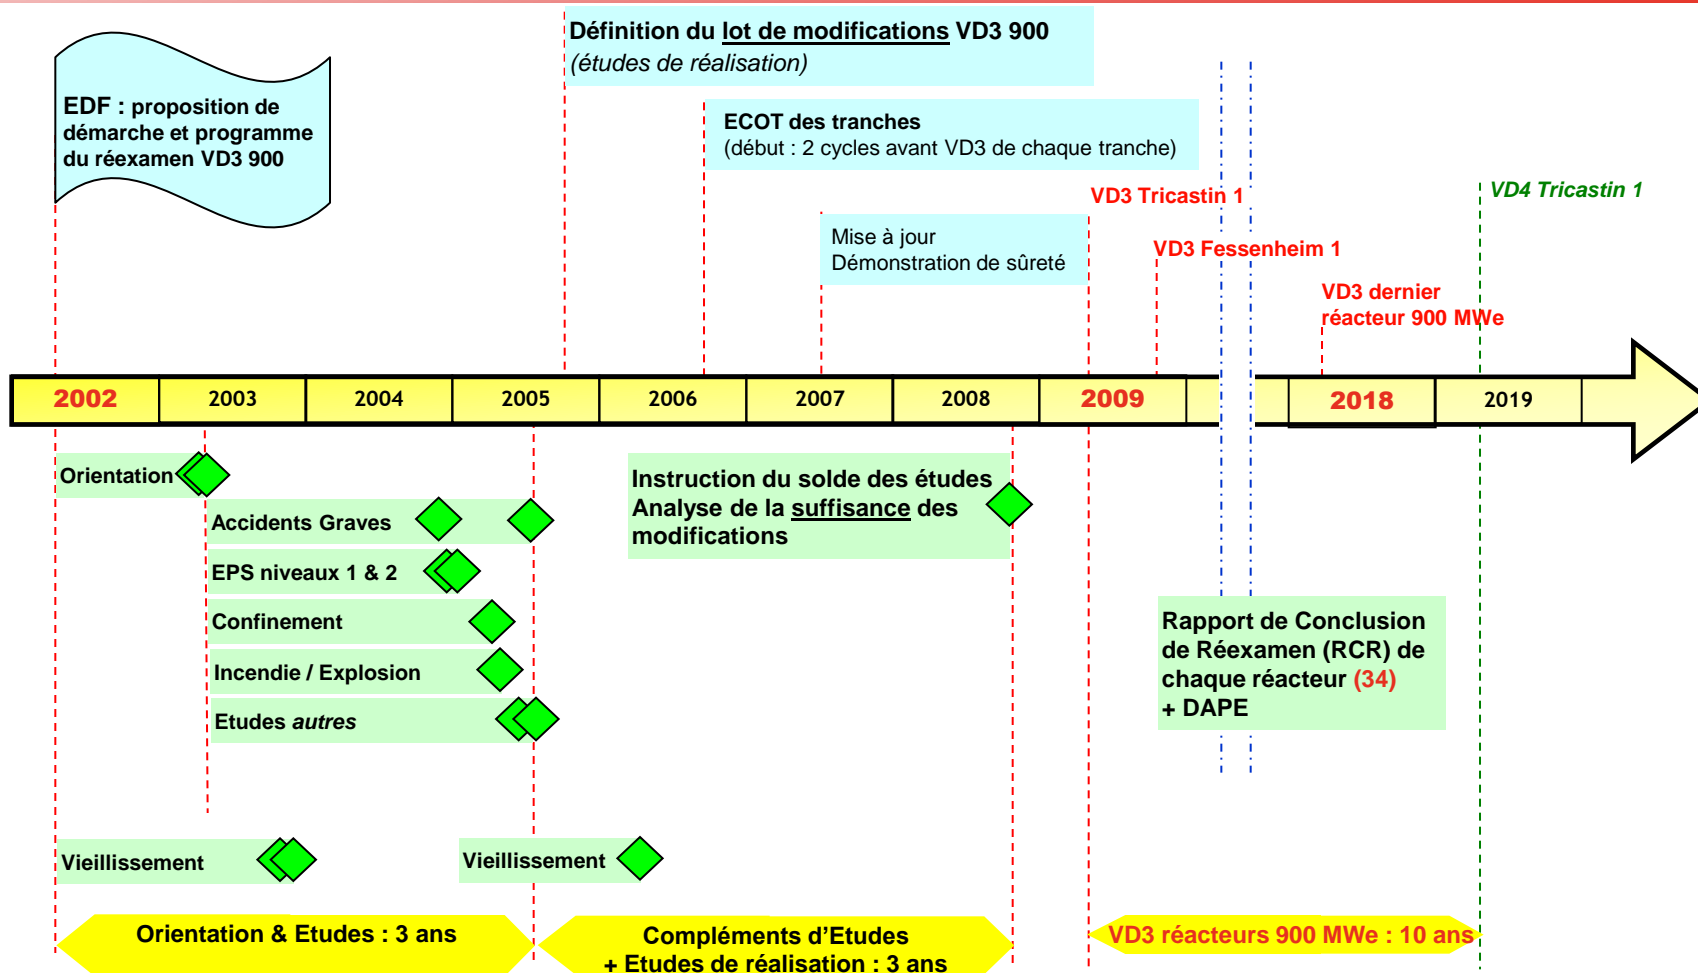 Définition du lot de modifications VD3 900
(études de réalisation)
EDF : proposition de
démarche et programme
du réexamen VD3 900
ECOT des tranches
(début : 2 cycles avant VD3 de chaque tranche)
VD3 Tricastin 1
VD4 Tricastin 1
Mise à jour
Démonstration de sûreté
VD3 Fessenheim 1
VD3 dernier
réacteur 900 MWe
2002 2003 2004 2005 2006 2007 2008 2009 2018 2019
Orientation
Accidents Graves
EPS niveaux 1 & 2
Confinement
Incendie / Explosion
Etudes autres
Instruction du solde des études
Analyse de la suffisance des
modifications
Rapport de Conclusion
de Réexamen (RCR) de
chaque réacteur (34)
+ DAPE
Vieillissement
Vieillissement
Orientation & Etudes : 3 ans
Compléments d’Etudes
+ Etudes de réalisation : 3 ans
VD3 réacteurs 900 MWe : 10 ans